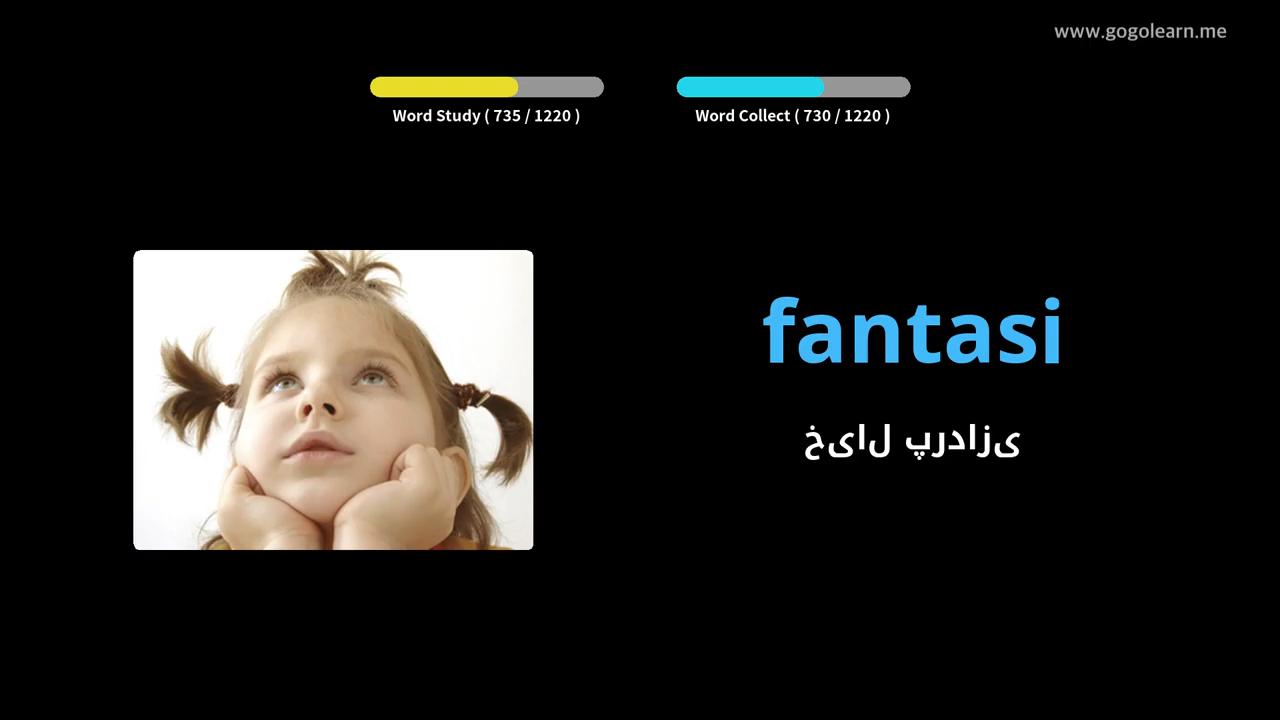 www.gogolearn.me
Word Study ( 735 / 1220 )
Word Collect ( 730 / 1220 )
fantasi
یزادرپ لایخ